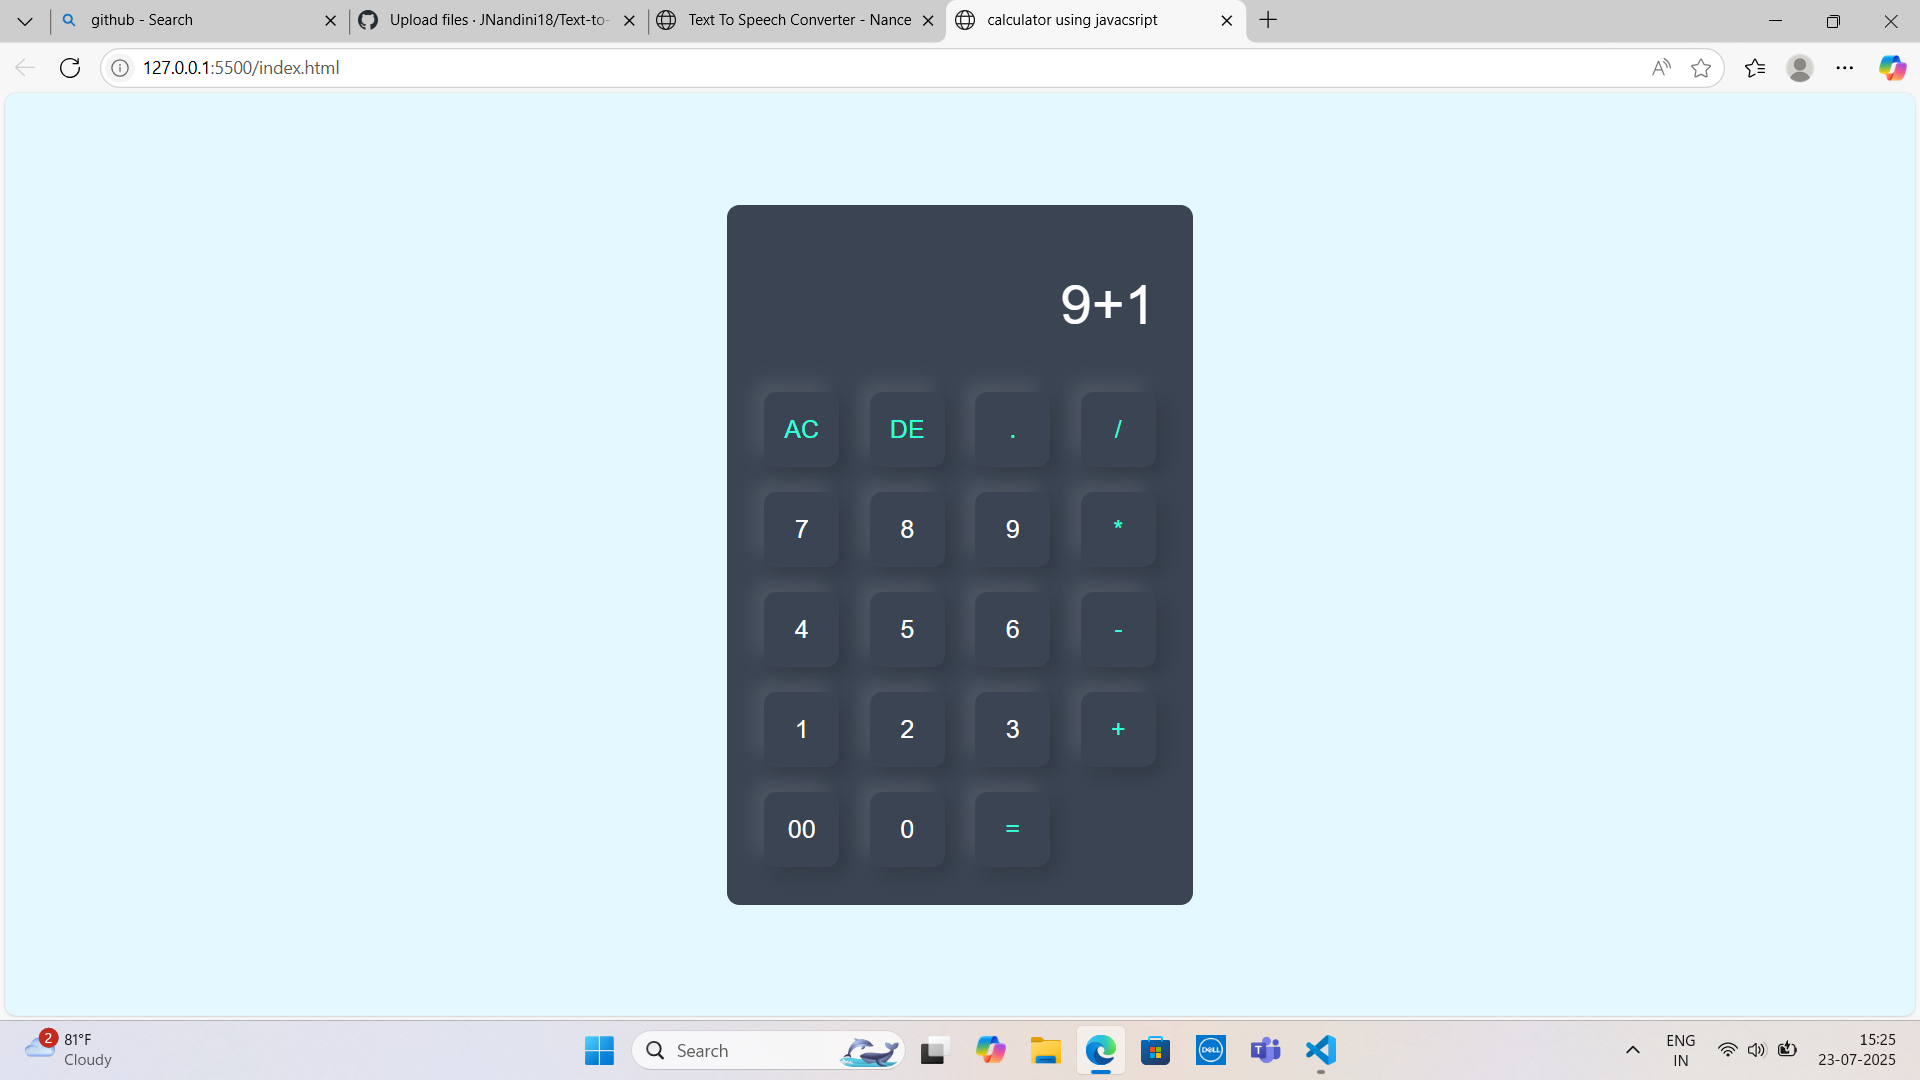 github - Search
Upload files · JNandini18/Text-to-
Text To Speech Converter - Nance
calculator using javacsript
127.0.0.1:5500/index.html
9+1
AC DE . /
7 8 9 *
4 5 6 -
1 2 3 +
00 0 =
2
81°F
Cloudy
Search
DELL
T
ENG
IN
15:25
23-07-2025